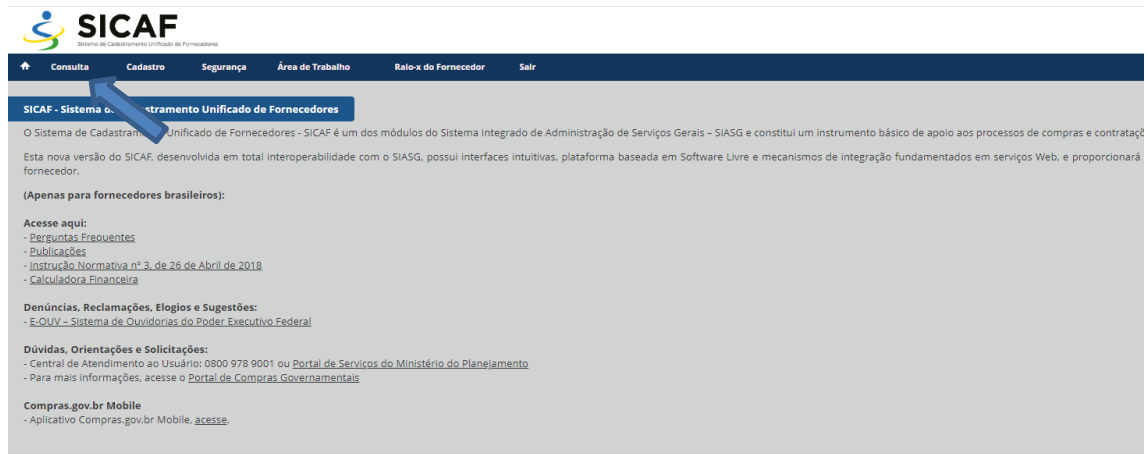 SICAF
Sistema de Cadastramento Unificado de Fornecedores
Consulta Cadastro Segurança Área de Trabalho Raio-x do Fornecedor Sair
SICAF - Sistema de Cadastramento Unificado de Fornecedores
O Sistema de Cadastramento Unificado de Fornecedores - SICAF é um dos módulos do Sistema Integrado de Administração de Serviços Gerais – SIASG e constitui um instrumento básico de apoio aos processos de compras e contrataçõ
Esta nova versão do SICAF, desenvolvida em total interoperabilidade com o SIASG, possui interfaces intuitivas, plataforma baseada em Software Livre e mecanismos de integração fundamentados em serviços Web, e proporcionará
fornecedor.
(Apenas para fornecedores brasileiros):
Acesse aqui:
- Perguntas Frequentes
- Publicações
- Instrução Normativa nº 3, de 26 de Abril de 2018
- Calculadora Financeira
Denúncias, Reclamações, Elogios e Sugestões:
- E-OUV – Sistema de Ouvidorias do Poder Executivo Federal
Dúvidas, Orientações e Solicitações:
- Central de Atendimento ao Usuário: 0800 978 9001 ou Portal de Serviços do Ministério do Planejamento
- Para mais informações, acesse o Portal de Compras Governamentais
Compras.gov.br Mobile
- Aplicativo Compras.gov.br Mobile, acesse.